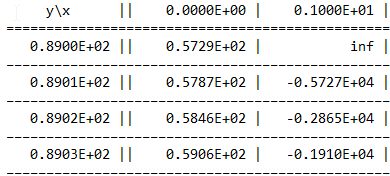 y\x || 0.0000E+00 | 0.1000E+01 |
================================================
0.8900E+02 || 0.5729E+02 | inf |
------------------------------------------------
0.8901E+02 || 0.5787E+02 | -0.5727E+04 |
------------------------------------------------
0.8902E+02 || 0.5846E+02 | -0.2865E+04 |
------------------------------------------------
0.8903E+02 || 0.5906E+02 | -0.1910E+04 |
------------------------------------------------